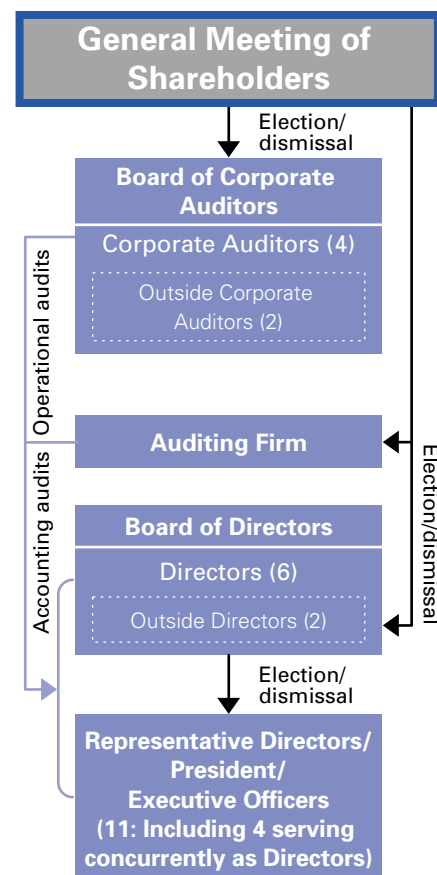 General Meeting of
Shareholders
Election/
dismissal
Board of Corporate
Auditors
Corporate Auditors (4)
Outside Corporate
Auditors (2)
Operational audits
Auditing Firm
Accounting audits
Election/dismissal
Board of Directors
Directors (6)
Outside Directors (2)
Election/
dismissal
Representative Directors/
President/
Executive Officers
(11: Including 4 serving
concurrently as Directors)